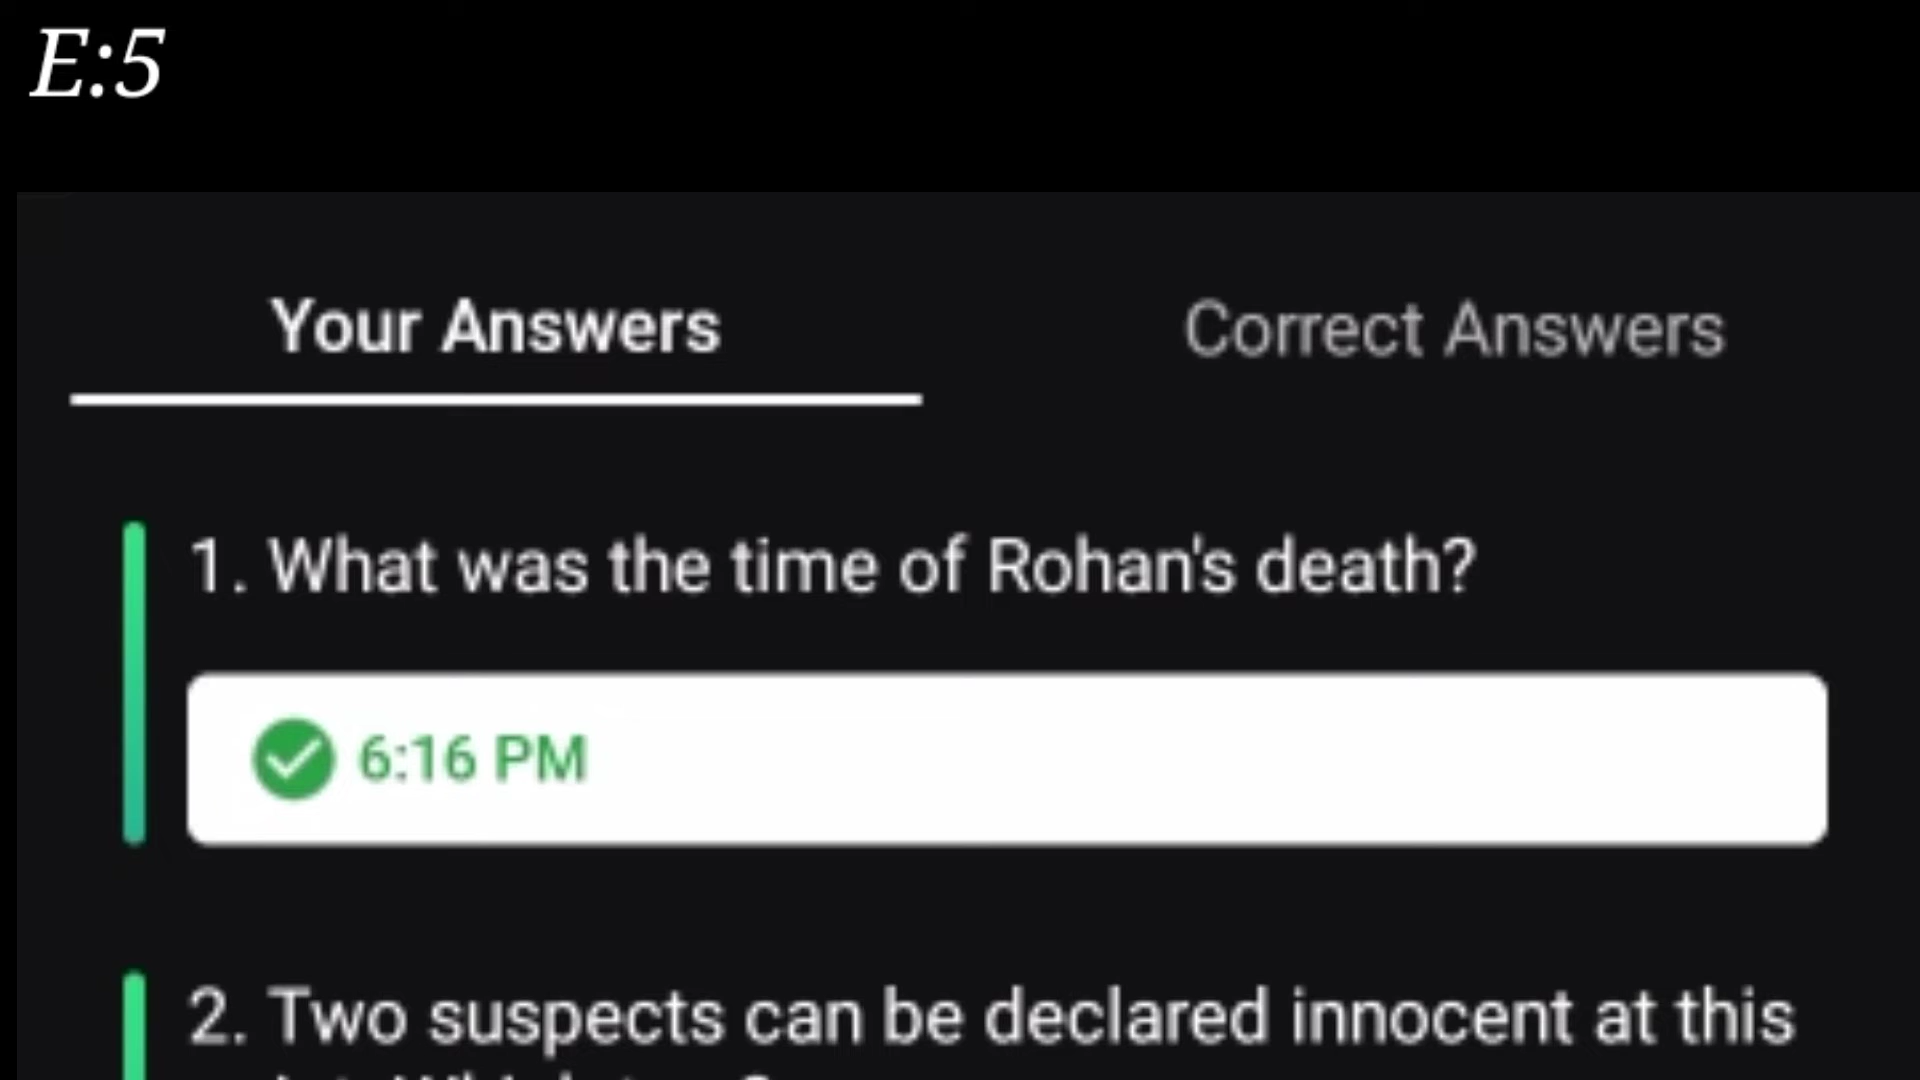 E:5
Your Answers
Correct Answers
1. What was the time of Rohan's death?
6:16 PM
2. Two suspects can be declared innocent at this